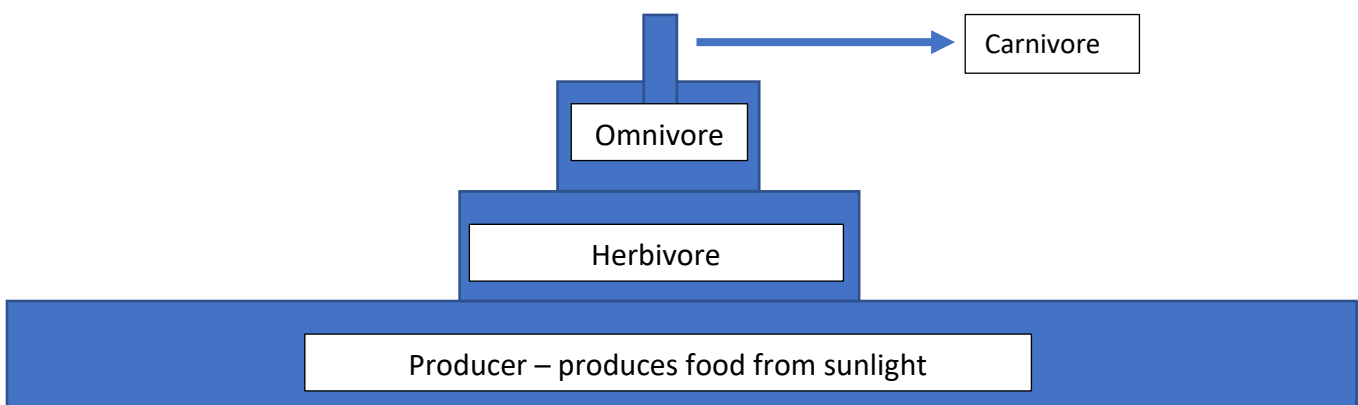 Carnivore
Omnivore
Herbivore
Producer – produces food from sunlight